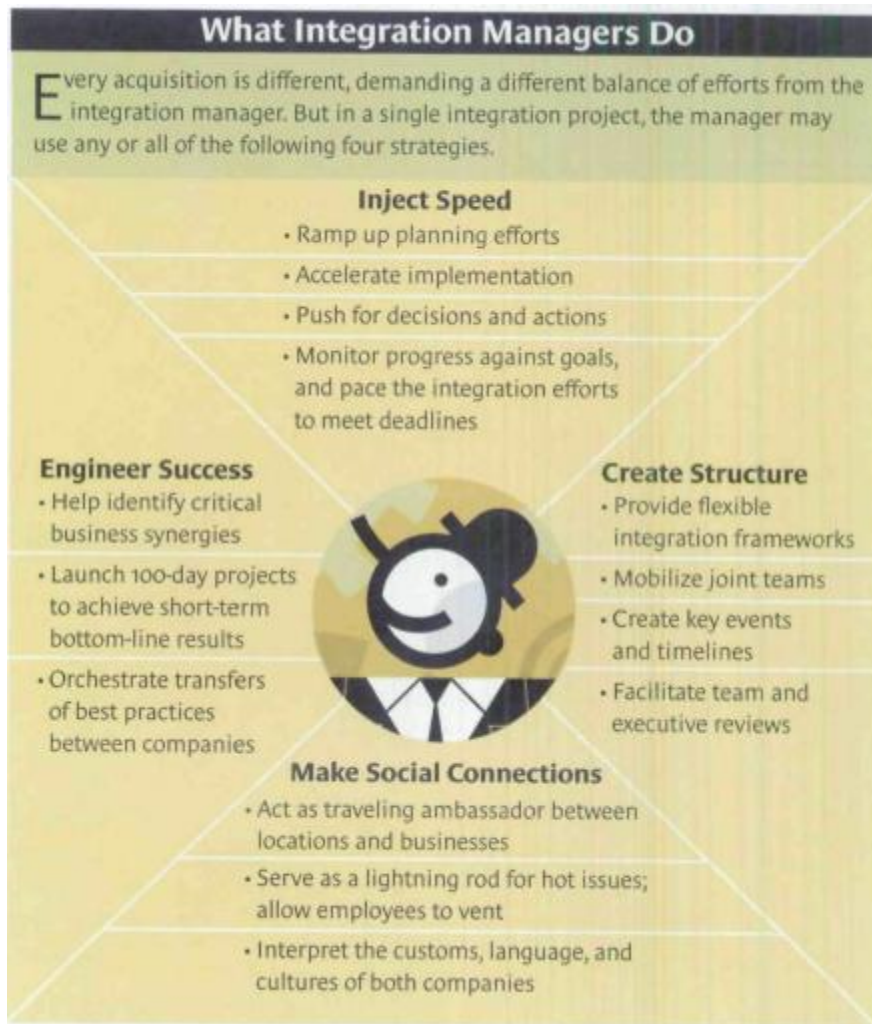 What Integration Managers Do
Every acquisition is different, demanding a different balance of efforts from the
integration manager. But in a single integration project, the manager may
use any or all of the following four strategies.
Inject Speed
• Ramp up planning efforts
• Accelerate implementation
• Push for decisions and actions
• Monitor progress against goals,
and pace the integration efforts
to meet deadlines
Engineer Success
• Help identify critical
business synergies
• Launch 100-day projects
to achieve short-term
bottom-line results
• Orchestrate transfers
of best practices
between companies
Create Structure
• Provide flexible
integration frameworks
• Mobilize joint teams
• Create key events
and timelines
• Facilitate team and
executive reviews
Make Social Connections
• Act as traveling ambassador between
locations and businesses
• Serve as a lightning rod for hot issues;
allow employees to vent
• Interpret the customs, language, and
cultures of both companies